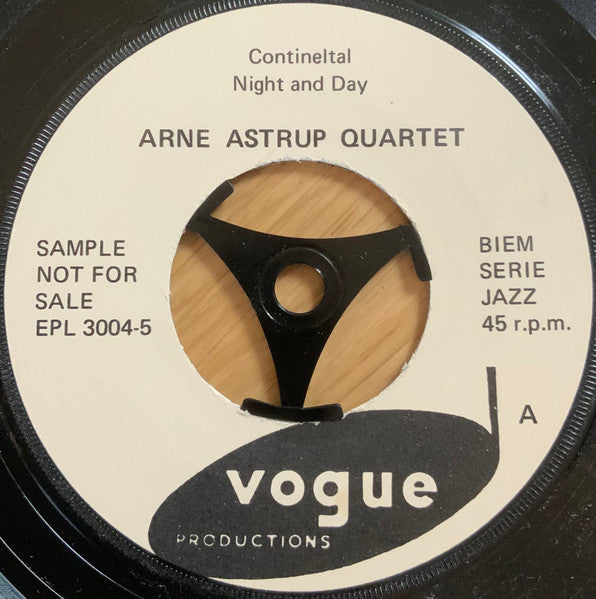 Contineltal
Night and Day
ARNE ASTRUP QUARTET
SAMPLE
NOT FOR
SALE
EPL 3004-5
BIEM
SERIE
JAZZ
45 r.p.m.
A
vogue
PRODUCTIONS